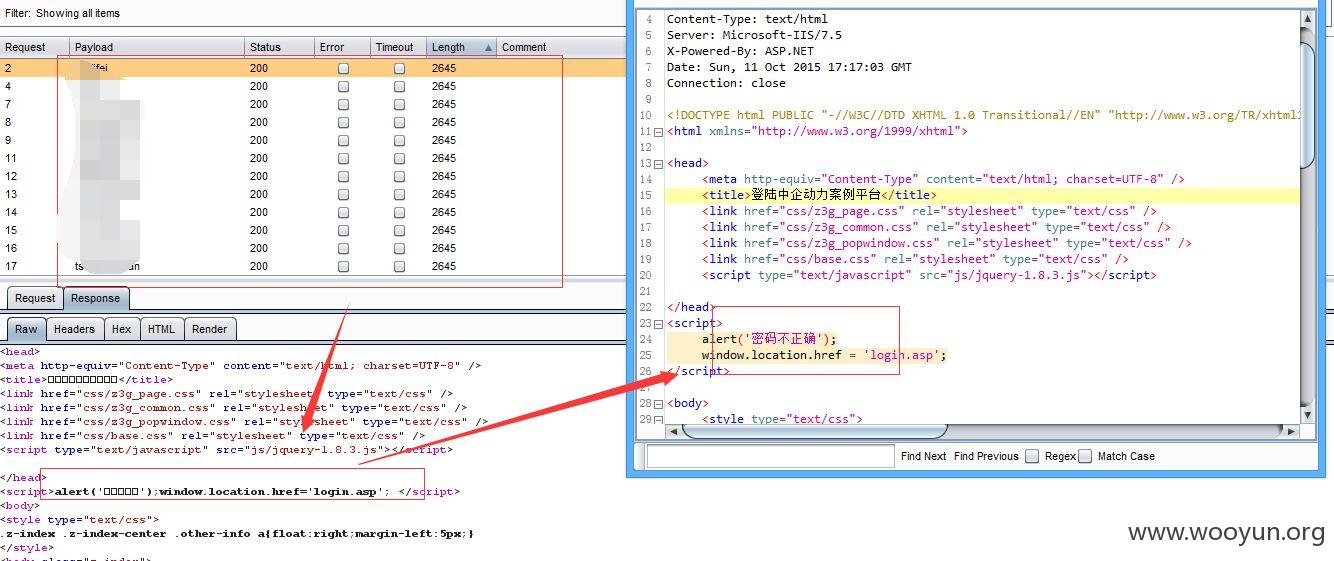 Filter: Showing all items
Request Payload Status Error Timeout Length Comment
2 200 2645
4 200 2645
7 200 2645
8 200 2645
9 200 2645
11 200 2645
12 200 2645
13 200 2645
14 200 2645
15 200 2645
16 200 2645
17 200 2645
Request Response
Raw Headers Hex HTML Render
<head>
<meta http-equiv="Content-Type" content="text/html; charset=UTF-8" />
<title>□□□□□□□□□□</title>
<link href="css/z3g_page.css" rel="stylesheet" type="text/css" />
<link href="css/z3g_common.css" rel="stylesheet" type="text/css" />
<link href="css/z3g_popwindow.css" rel="stylesheet" type="text/css" />
<link href="css/base.css" rel="stylesheet" type="text/css" />
<script type="text/javascript" src="js/jquery-1.8.3.js"></script>
</head>
<script>alert('□□□□□');window.location.href='login.asp'; </script>
<body>
<style type="text/css">
.z-index .z-index-center .other-info a{float:right;margin-left:5px;}
</style>
4 Content-Type: text/html
5 Server: Microsoft-IIS/7.5
6 X-Powered-By: ASP.NET
7 Date: Sun, 11 Oct 2015 17:17:03 GMT
8 Connection: close
9
10 <!DOCTYPE html PUBLIC "-//W3C//DTD XHTML 1.0 Transitional//EN" "http://www.w3.org/TR/xhtml1
11 <html xmlns="http://www.w3.org/1999/xhtml">
12
13 <head>
14 <meta http-equiv="Content-Type" content="text/html; charset=UTF-8" />
15 <title>登陆中企动力案例平台</title>
16 <link href="css/z3g_page.css" rel="stylesheet" type="text/css" />
17 <link href="css/z3g_common.css" rel="stylesheet" type="text/css" />
18 <link href="css/z3g_popwindow.css" rel="stylesheet" type="text/css" />
19 <link href="css/base.css" rel="stylesheet" type="text/css" />
20 <script type="text/javascript" src="js/jquery-1.8.3.js"></script>
21
22 </head>
23 <script>
24 alert('密码不正确');
25 window.location.href = 'login.asp';
26 </script>
27
28 <body>
29 <style type="text/css">
Find Next Find Previous Regex Match Case
www.wooyun.org